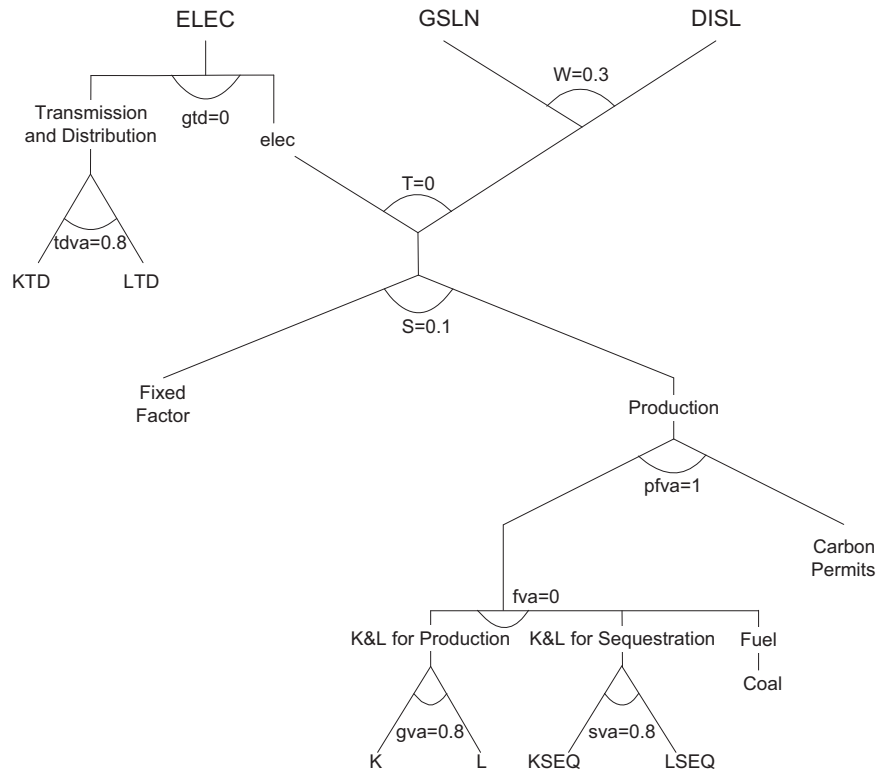 ELEC
GSLN
DISL
W=0.3
Transmission
and Distribution
gtd=0
elec
T=0
tdva=0.8
KTD
LTD
S=0.1
Fixed
Factor
Production
pfva=1
Carbon
Permits
fva=0
K&L for Production
K&L for Sequestration
Fuel
Coal
gva=0.8
sva=0.8
K
L
KSEQ
LSEQ